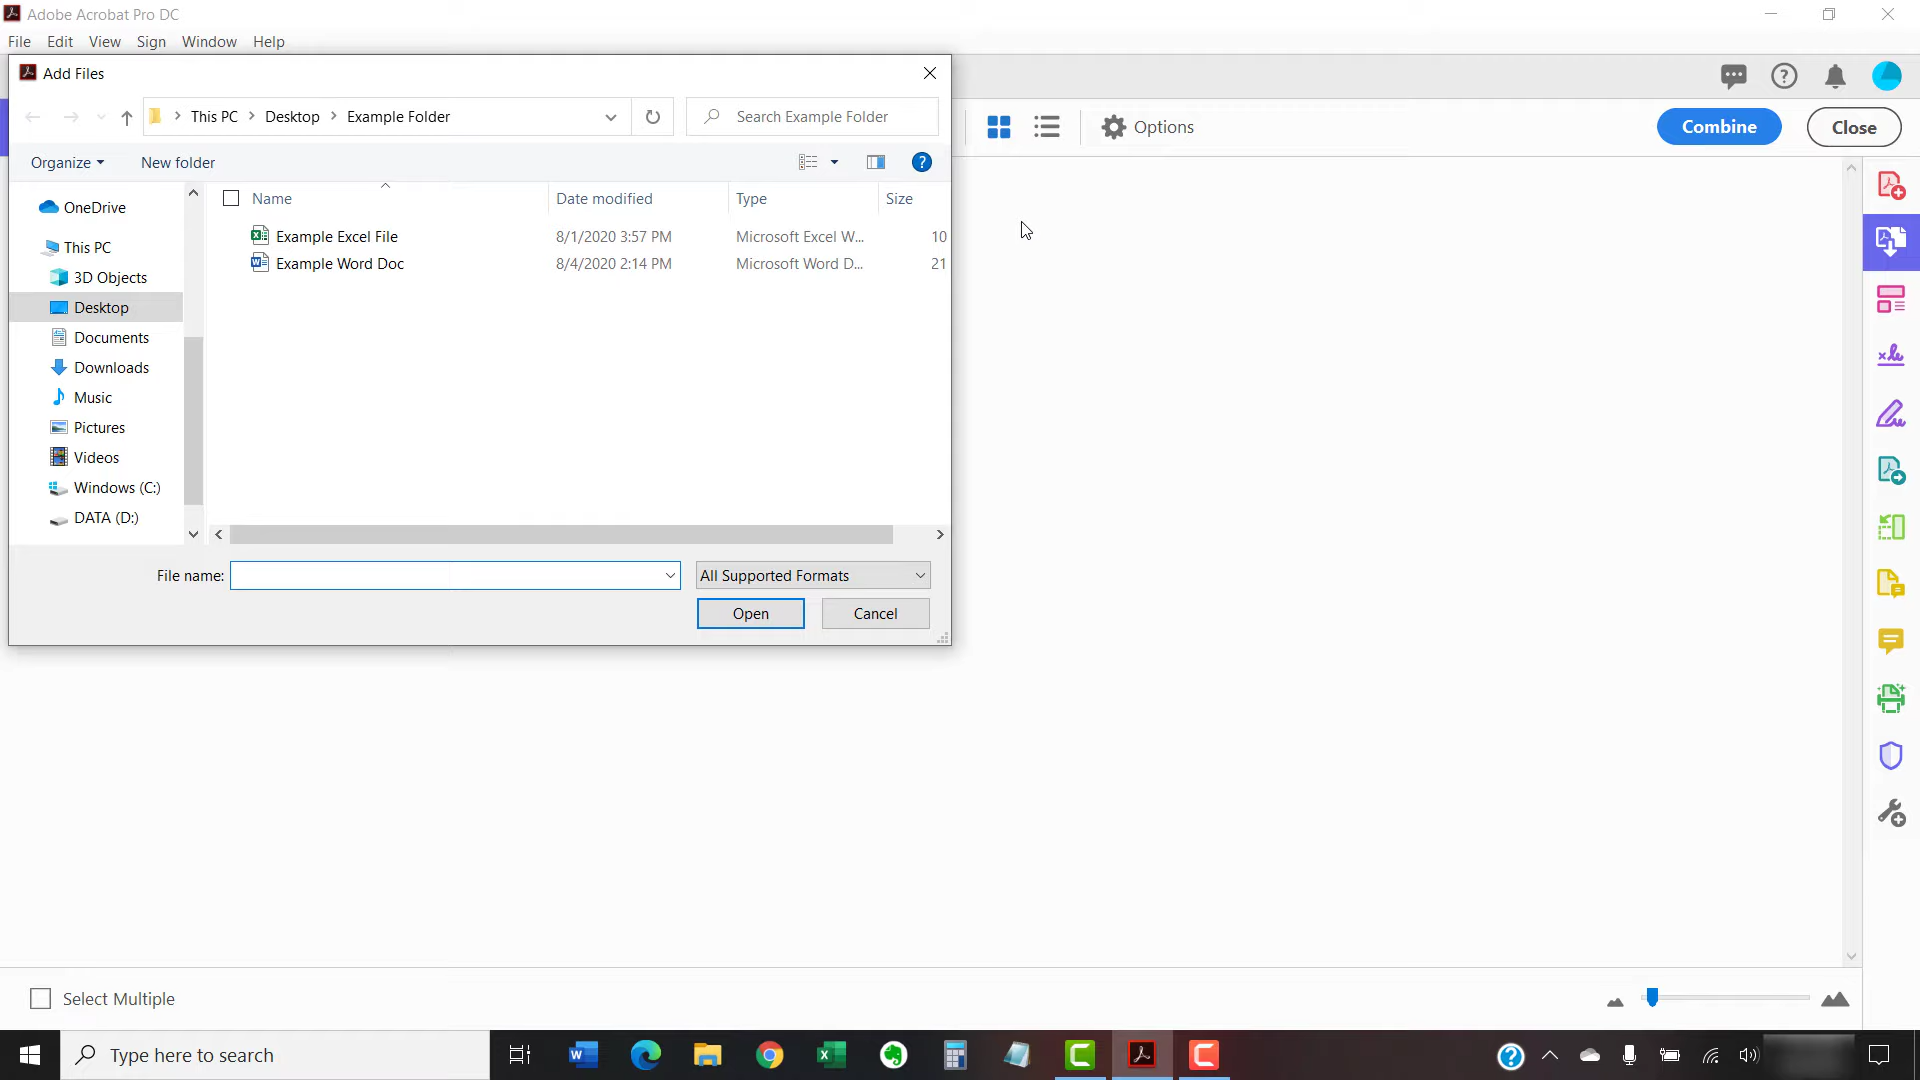 Adobe Acrobat Pro DC
File Edit View Sign Window Help
Add Files
This PC Desktop Example Folder
Search Example Folder
Options
Combine
Close
Organize
New folder
Name Date modified Type Size
Example Excel File 8/1/2020 3:57 PM Microsoft Excel W... 10
Example Word Doc 8/4/2020 2:14 PM Microsoft Word D... 21
OneDrive
This PC
3D Objects
Desktop
Documents
Downloads
Music
Pictures
Videos
Windows (C:)
DATA (D:)
File name:
All Supported Formats
Open
Cancel
Select Multiple
Type here to search